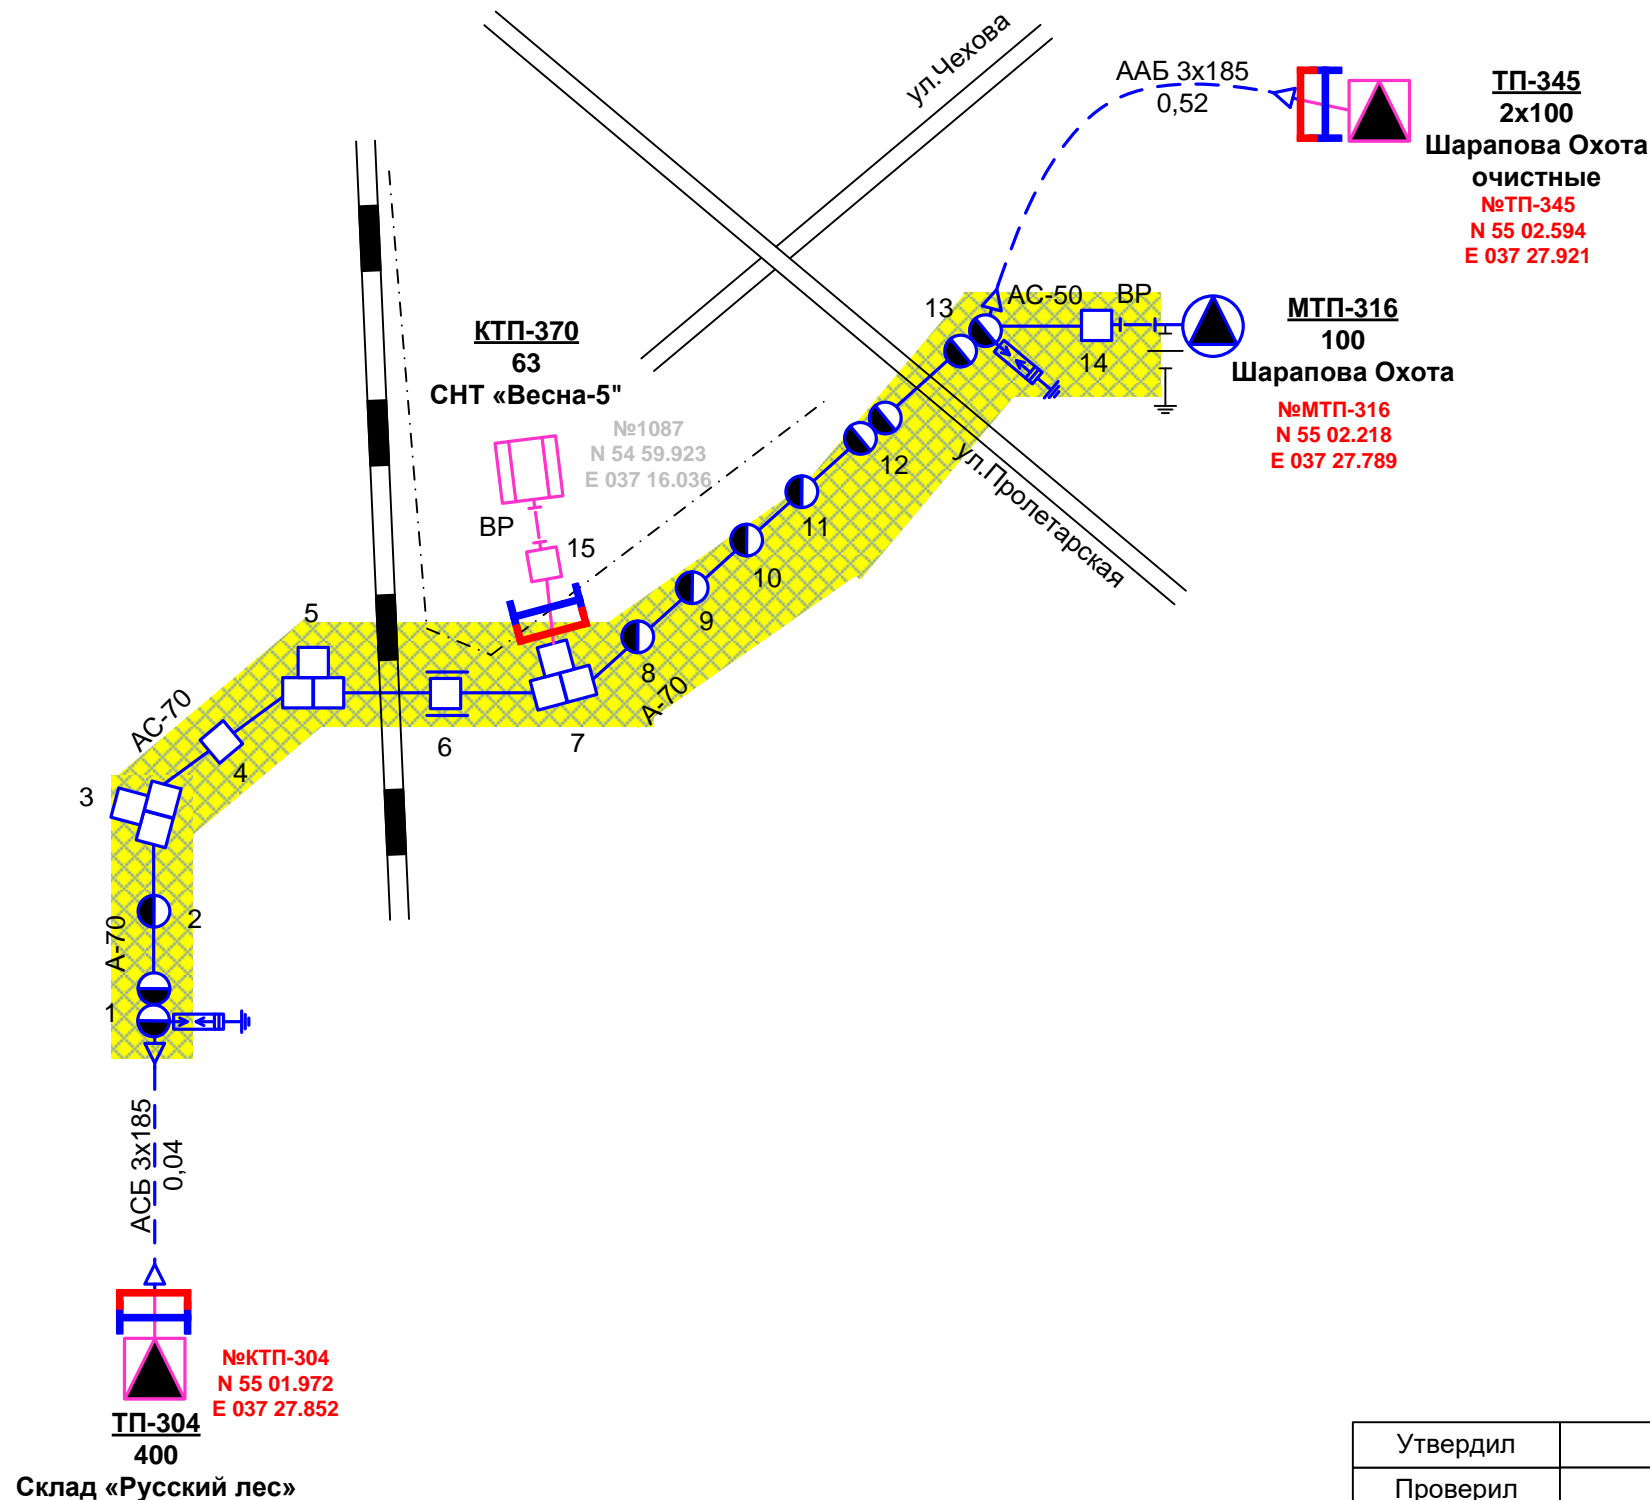 ул.Чехова
ААБ 3х185
0,52
ТП-345
2х100
Шарапова Охота
очистные
№ТП-345
N 55 02.594
E 037 27.921
13
АС-50
ВР
14
МТП-316
100
Шарапова Охота
№МТП-316
N 55 02.218
E 037 27.789
КТП-370
63
СНТ «Весна-5"
№1087
N 54 59.923
E 037 16.036
ВР
15
12
ул.Пролетарская
11
10
9
8
А-70
7
6
5
АС-70
4
3
2
А-70
1
АСБ 3х185
0,04
№КТП-304
N 55 01.972
E 037 27.852
ТП-304
400
Склад «Русский лес»
Утвердил
Проверил